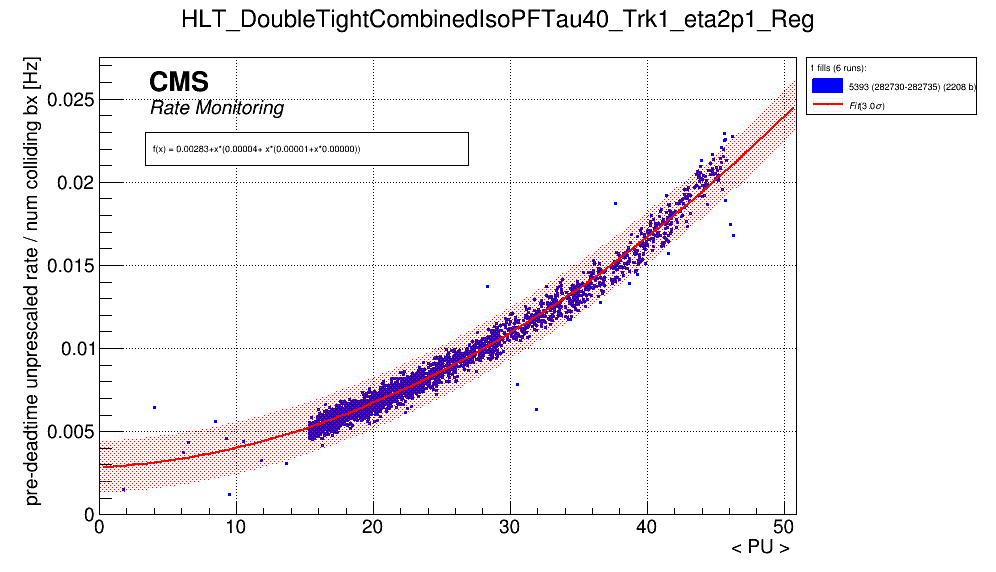 HLT_DoubleTightCombinedIsoPFTau40_Trk1_eta2p1_Reg
CMS
Rate Monitoring
f(x) = 0.00283+x*(0.00004+ x*(0.00001+x*0.00000))
1 fills (6 runs):
5393 (282730-282735) (2208 b)
Fit(3.0σ)
pre-deadtime unprescaled rate / num colliding bx [Hz]
0.025
0.02
0.015
0.01
0.005
0
0 10 20 30 40 50
< PU >